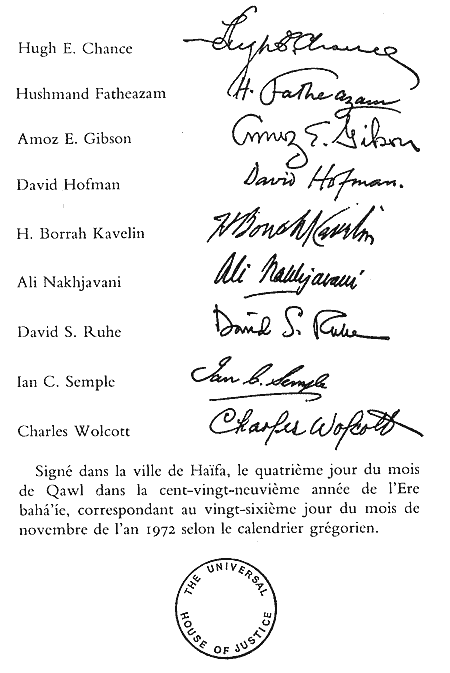 Hugh E. Chance Hugh E. Chance
Hushmand Fatheazam H. Fatheazam
Amoz E. Gibson Amoz E. Gibson
David Hofman David Hofman.
H. Borrah Kavelin H Borrah Kavelin
Ali Nakhjavani Ali Nakhjavani
David S. Ruhe David S. Ruhe
Ian C. Semple Ian C. Semple
Charles Wolcott Charles Wolcott
Signé dans la ville de Haïfa, le quatrième jour du mois
de Qawl dans la cent-vingt-neuvième année de l'Ere
bahá'ie, correspondant au vingt-sixième jour du mois de
novembre de l'an 1972 selon le calendrier grégorien.
THE UNIVERSAL
HOUSE OF JUSTICE